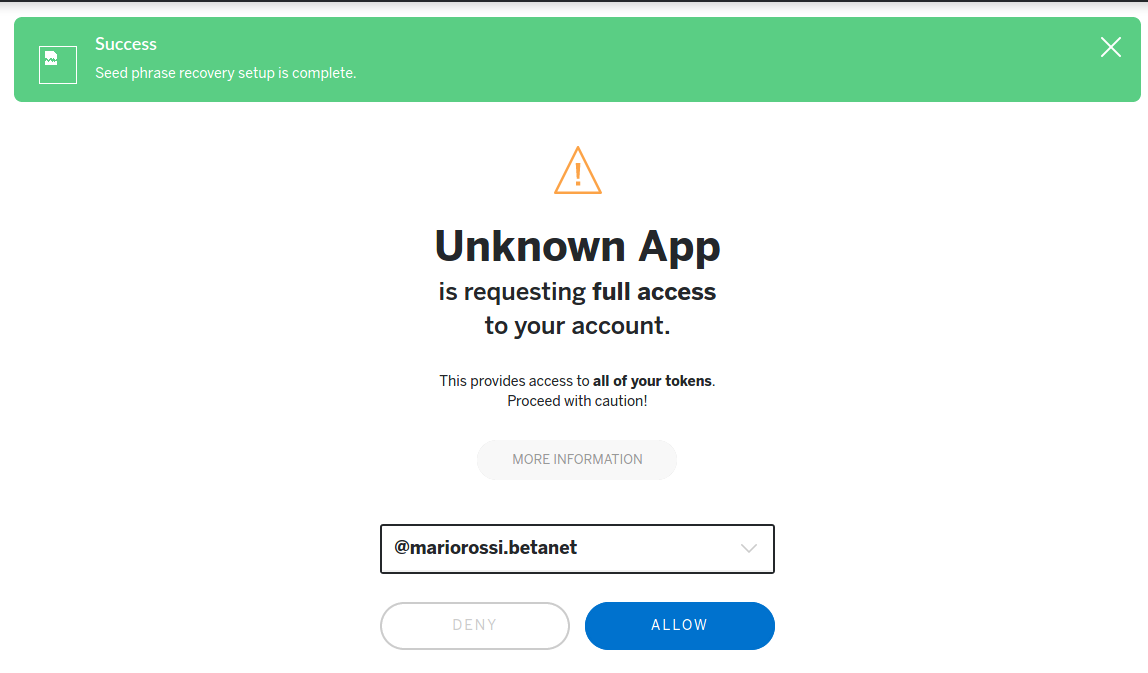 Success
Seed phrase recovery setup is complete.
Unknown App
is requesting full access
to your account.
This provides access to all of your tokens.
Proceed with caution!
MORE INFORMATION
@mariorossi.betanet
DENY
ALLOW